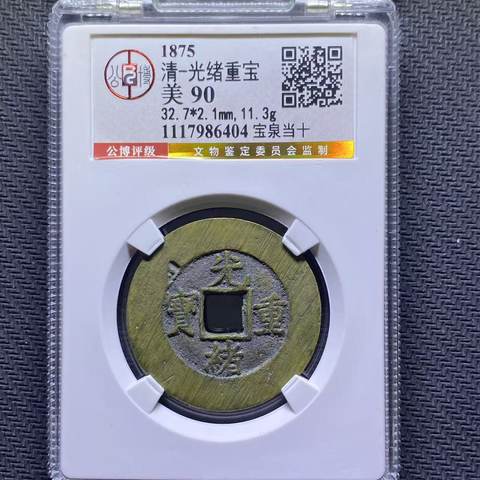 1875
清-光绪重宝
美 90
32.7*2.1mm,11.3g
1117986404 宝泉当十
公博评级
文物鉴定委员会监制
光
寶 重
緒